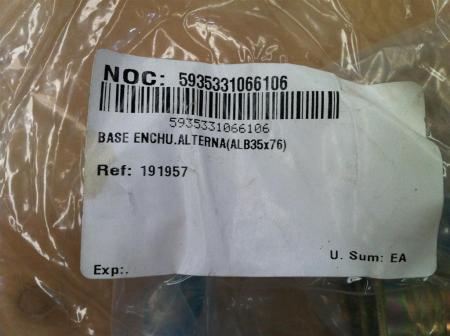 NOC: 5935331066106
5935331066106
BASE ENCHU.ALTERNA(ALB35x76)
Ref: 191957
U. Sum: EA
Exp:.